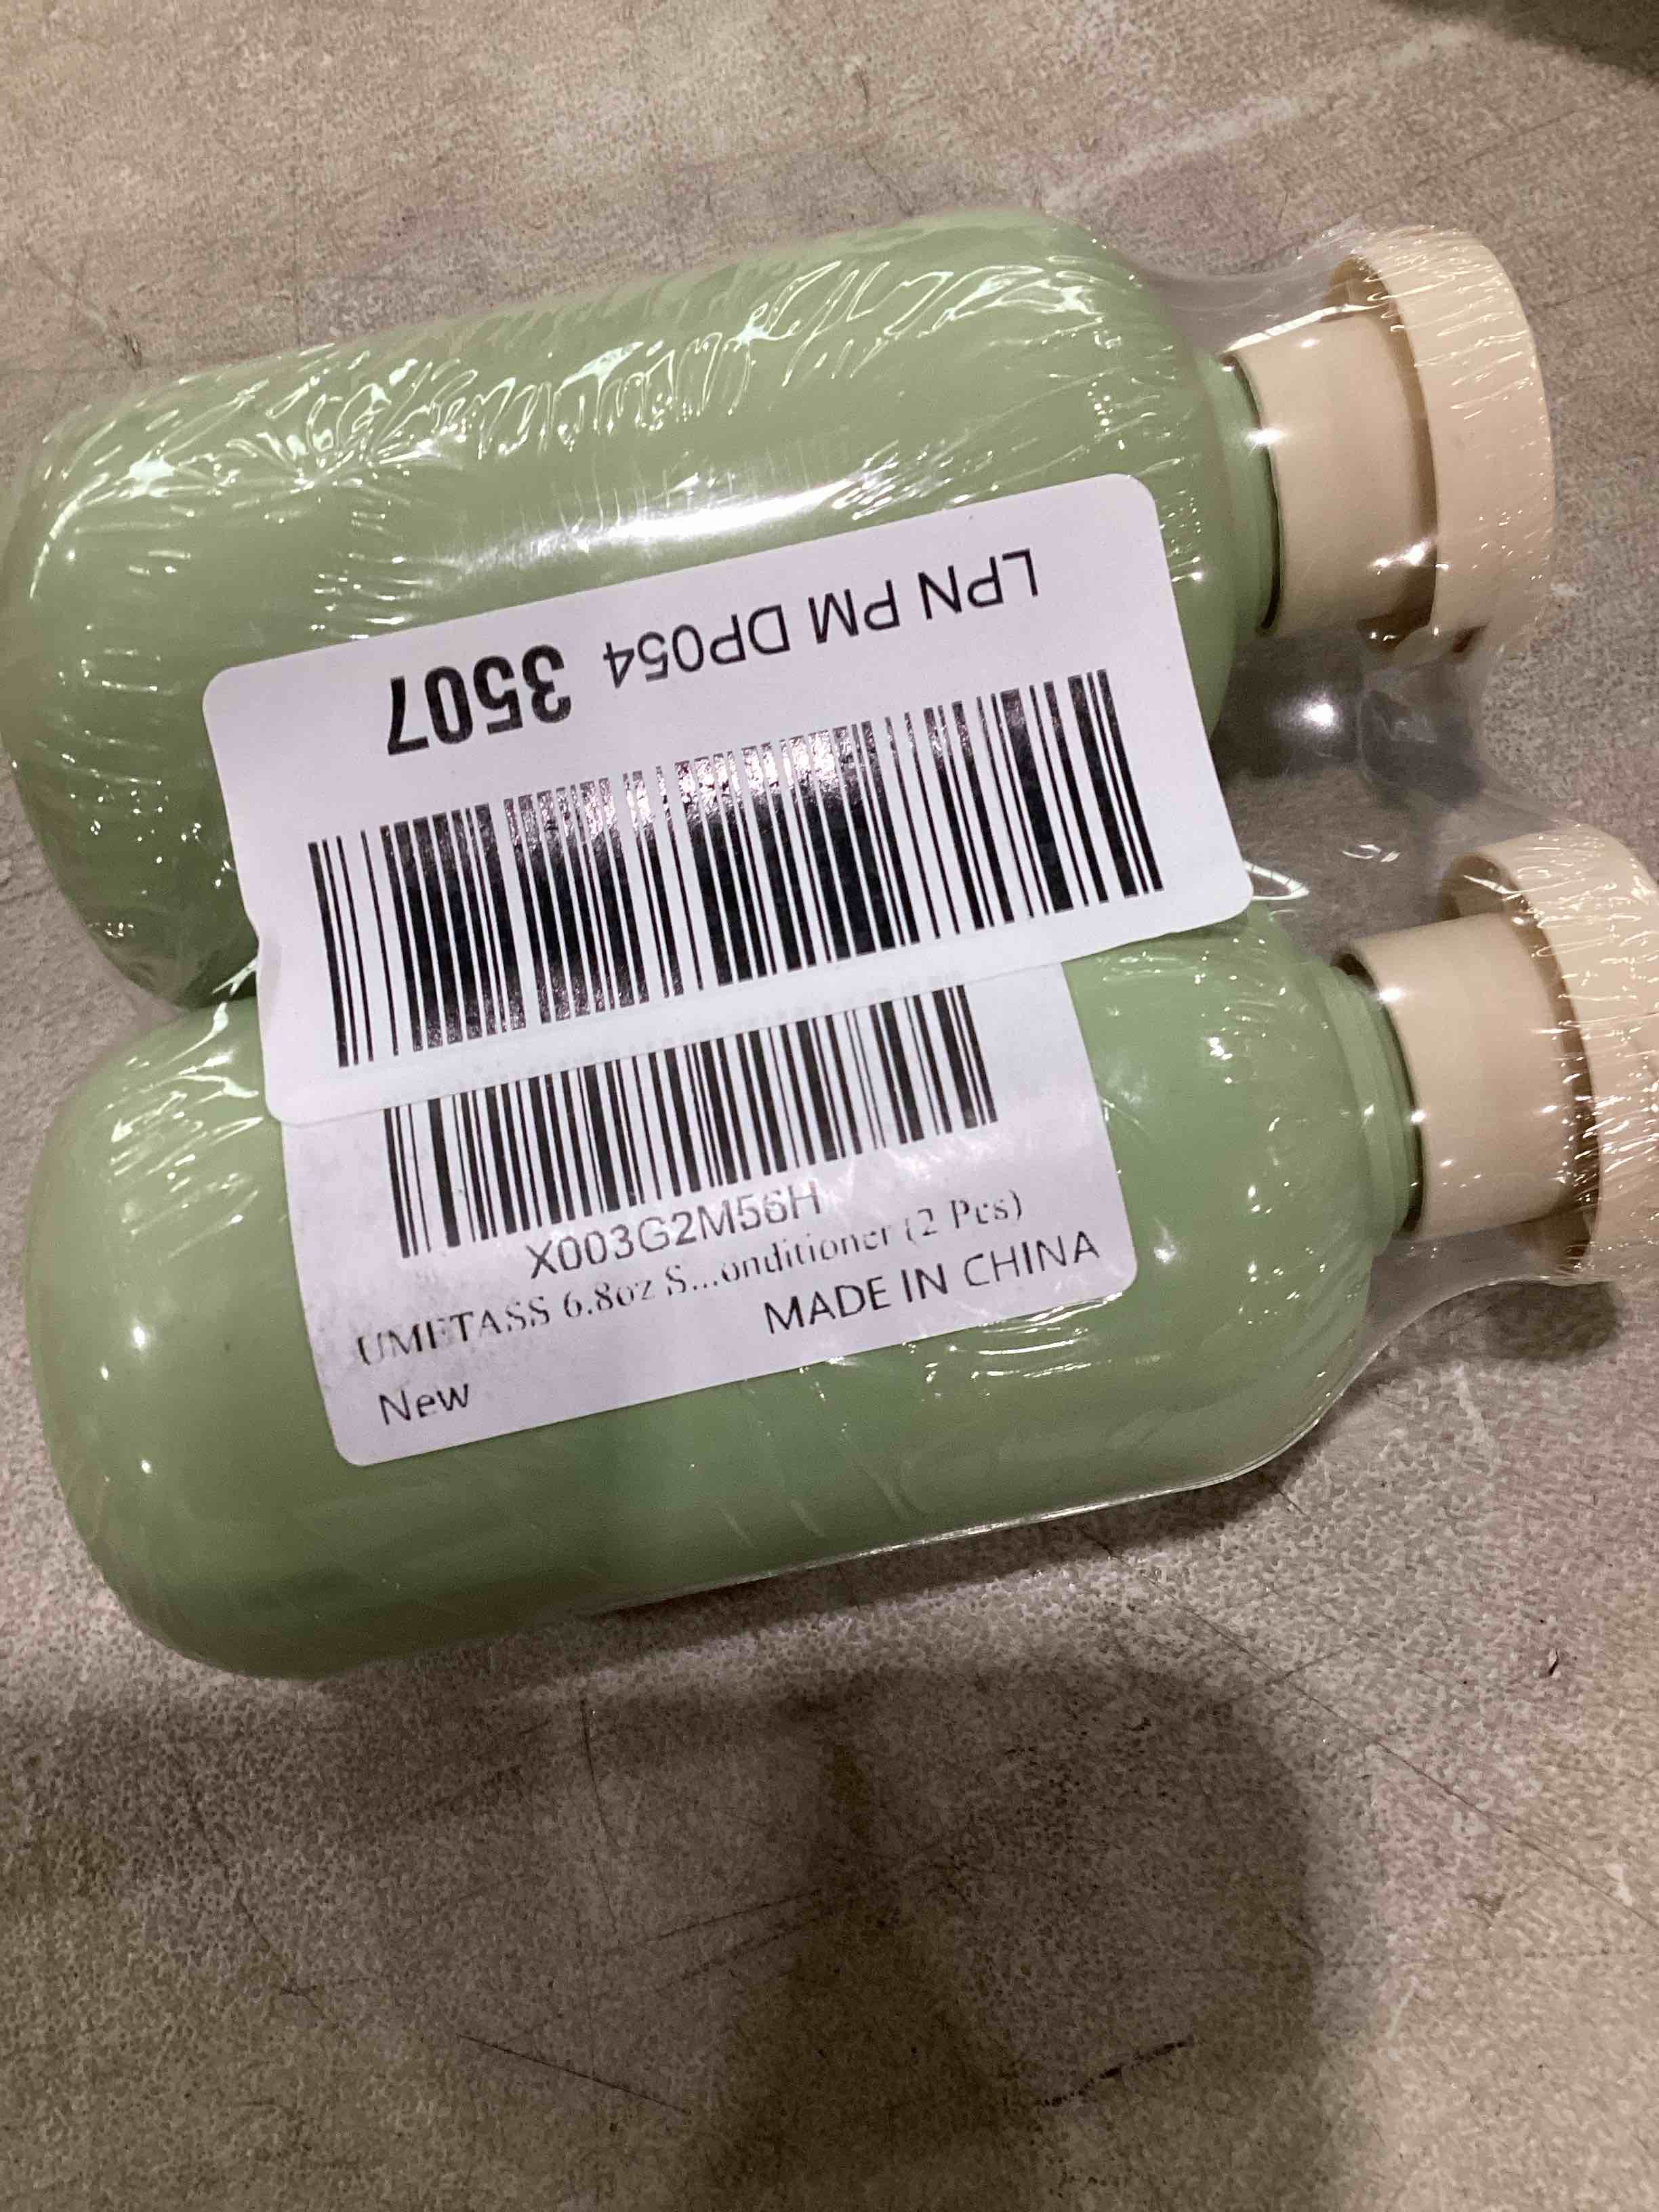 LPN PM DP054 3507
X003G2M56H
UMETASS 6.8oz S...onditioner (2 Pcs)
MADE IN CHINA
New